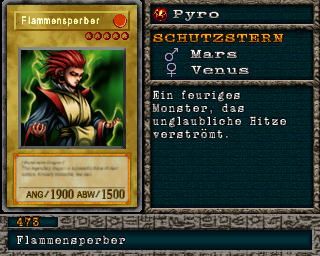 Flammensperber
ANG/1900 ABW/1500
Pyro
SCHUTZSTERN
Mars
Venus
Ein feuriges
Monster, das
unglaubliche Hitze
verströmt.
473
Flammensperber